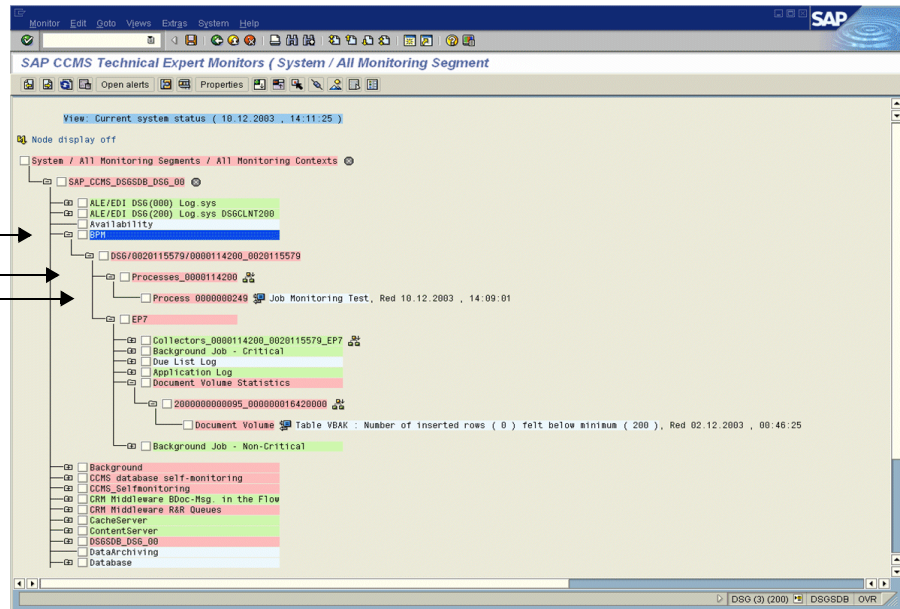 Monitor Edit Goto Views Extras System Help
SAP
SAP CCMS Technical Expert Monitors ( System / All Monitoring Segment
Open alerts Properties
View: Current system status ( 10.12.2003 , 14:11:25 )
Node display off
System / All Monitoring Segments / All Monitoring Contexts
SAP_CCMS_DSGSDB_DSG_00
ALE/EDI DSG(000) Log.sys
ALE/EDI DSG(200) Log.sys DSGCLNT200
Availability
BPM
DSG/0020115579/0000114200_0020115579
Processes_0000114200
Process 0000000249 Job Monitoring Test, Red 10.12.2003 , 14:09:01
EP7
Collectors_0000114200_0020115579_EP7
Background Job - Critical
Due List Log
Application Log
Document Volume Statistics
2000000000095_000000016420000
Document Volume Table VBAK : Number of inserted rows ( 0 ) felt below minimum ( 200 ), Red 02.12.2003 , 00:46:25
Background Job - Non-Critical
Background
CCMS database self-monitoring
CCMS_Selfmonitoring
CRM Middleware BDoc-Msg. in the Flow
CRM Middleware R&R Queues
CacheServer
ContentServer
DSGSDB_DSG_00
DataArchiving
Database
DSG (3) (200) DSGSDB OVR